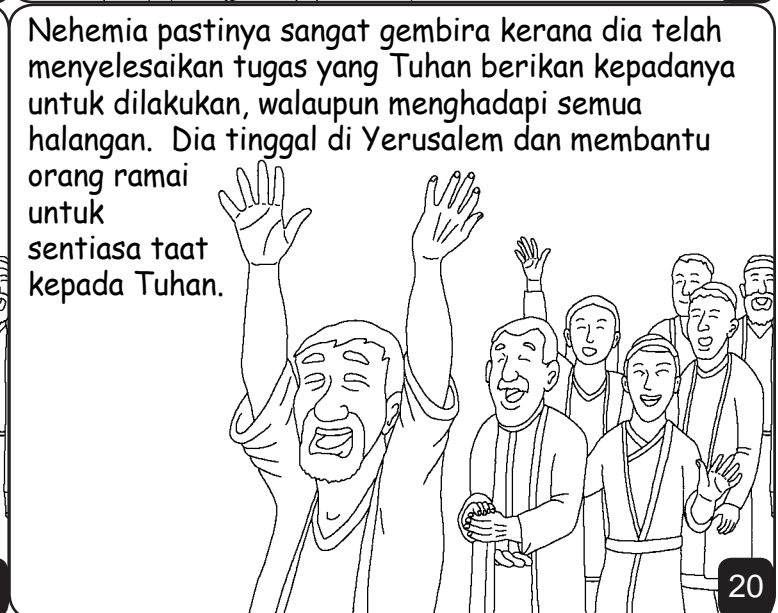 Nehemia pastinya sangat gembira kerana dia telah
menyelesaikan tugas yang Tuhan berikan kepadanya
untuk dilakukan, walaupun menghadapi semua
halangan. Dia tinggal di Yerusalem dan membantu
orang ramai
untuk
sentiasa taat
kepada Tuhan.
20